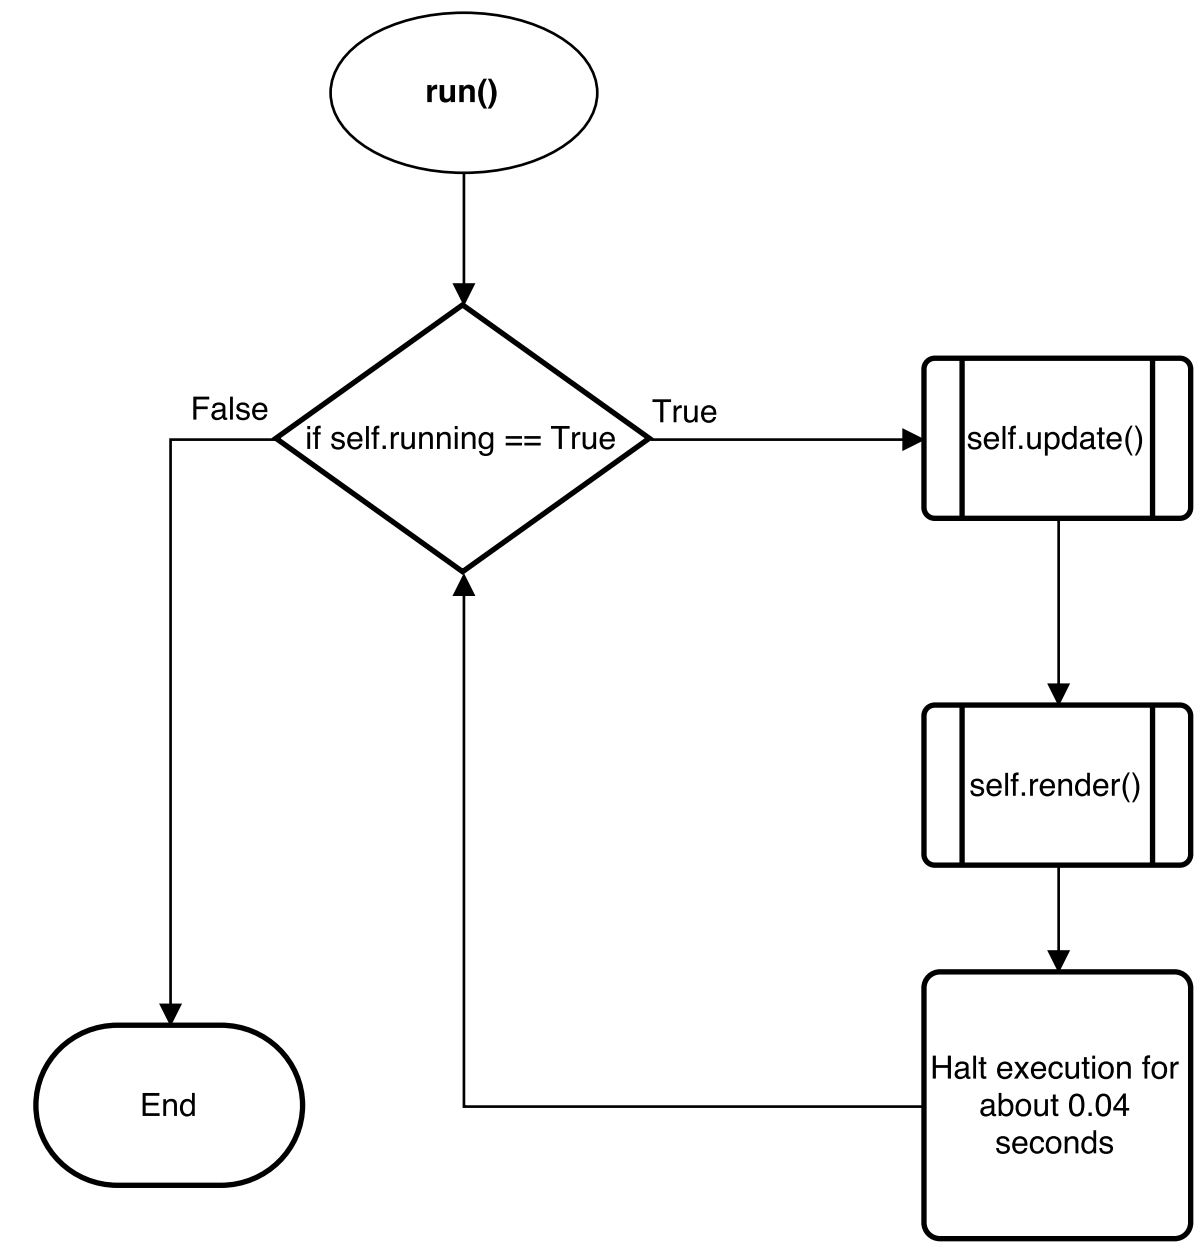 run()
False
True
if self.running == True
self.update()
self.render()
Halt execution for
about 0.04
seconds
End